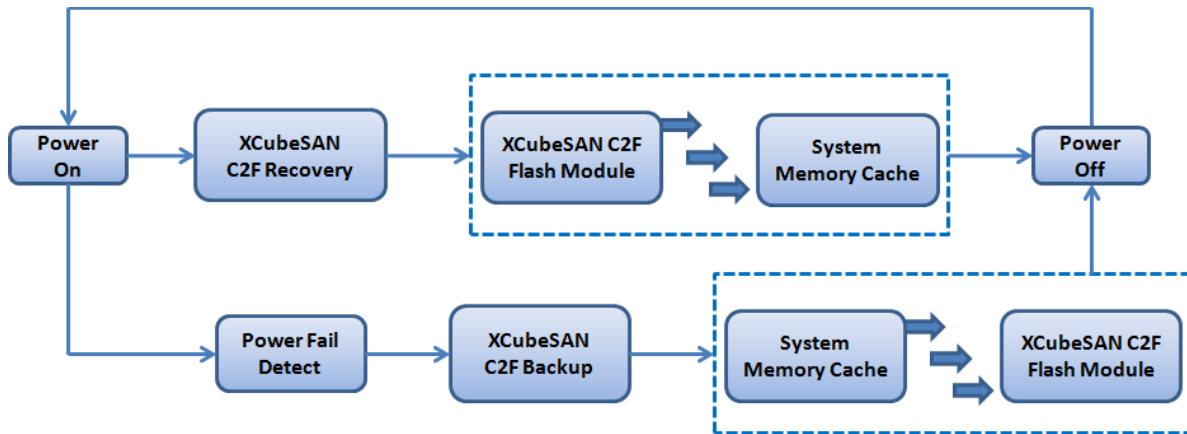 Power
On
XCubeSAN
C2F Recovery
XCubeSAN C2F
Flash Module
System
Memory Cache
Power
Off
Power Fail
Detect
XCubeSAN
C2F Backup
System
Memory Cache
XCubeSAN C2F
Flash Module